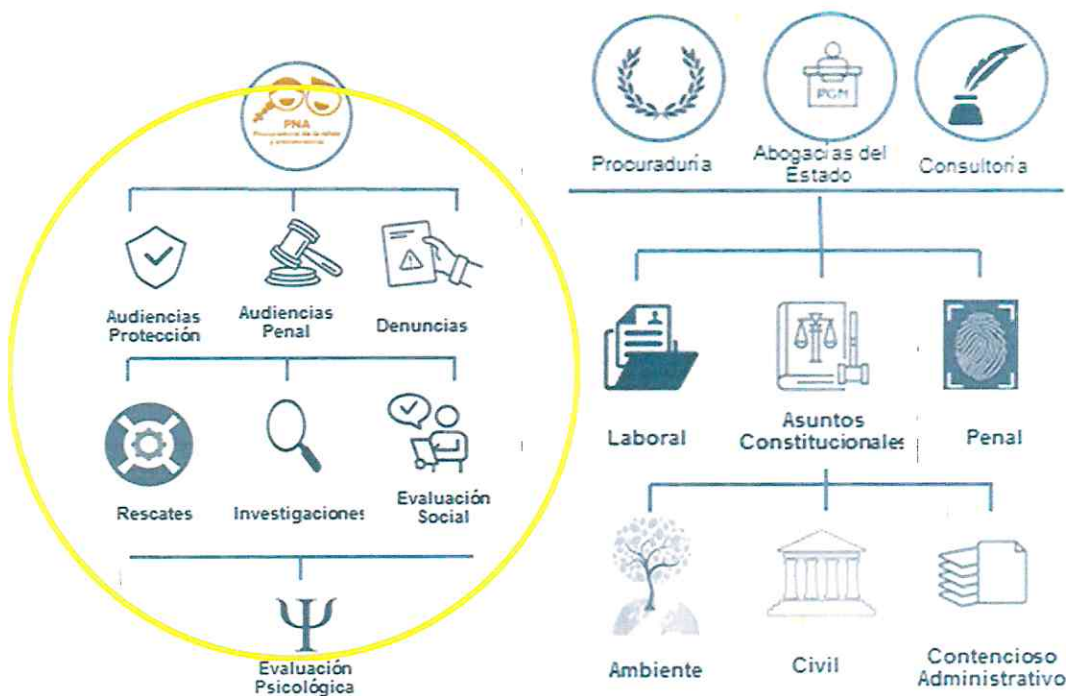 PNA
Audiencias
Protección
Audiencias
Penal
Denuncias
Rescates
Investigaciones
Evaluación
Social
Evaluación
Psicológica
Procuraduría
Abogacías del
Estado
PGN
Consultoría
Laboral
Asuntos
Constitucionales
Penal
Ambiente
Civil
Contencioso
Administrativo